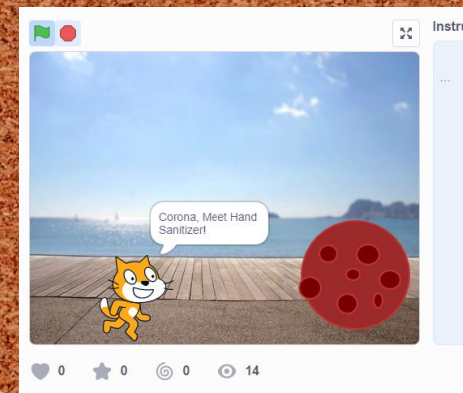 Instru
...
Corona, Meet Hand
Sanitizer!
0 0 0 14